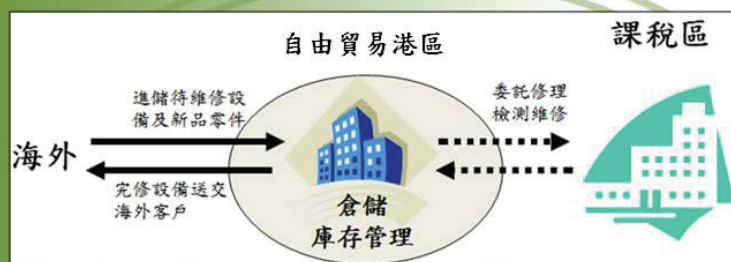 自由貿易港區
課稅區
進儲待維修設
備及新品零件
委託修理
檢測維修
海外
完修設備送交
海外客戶
倉儲
庫存管理